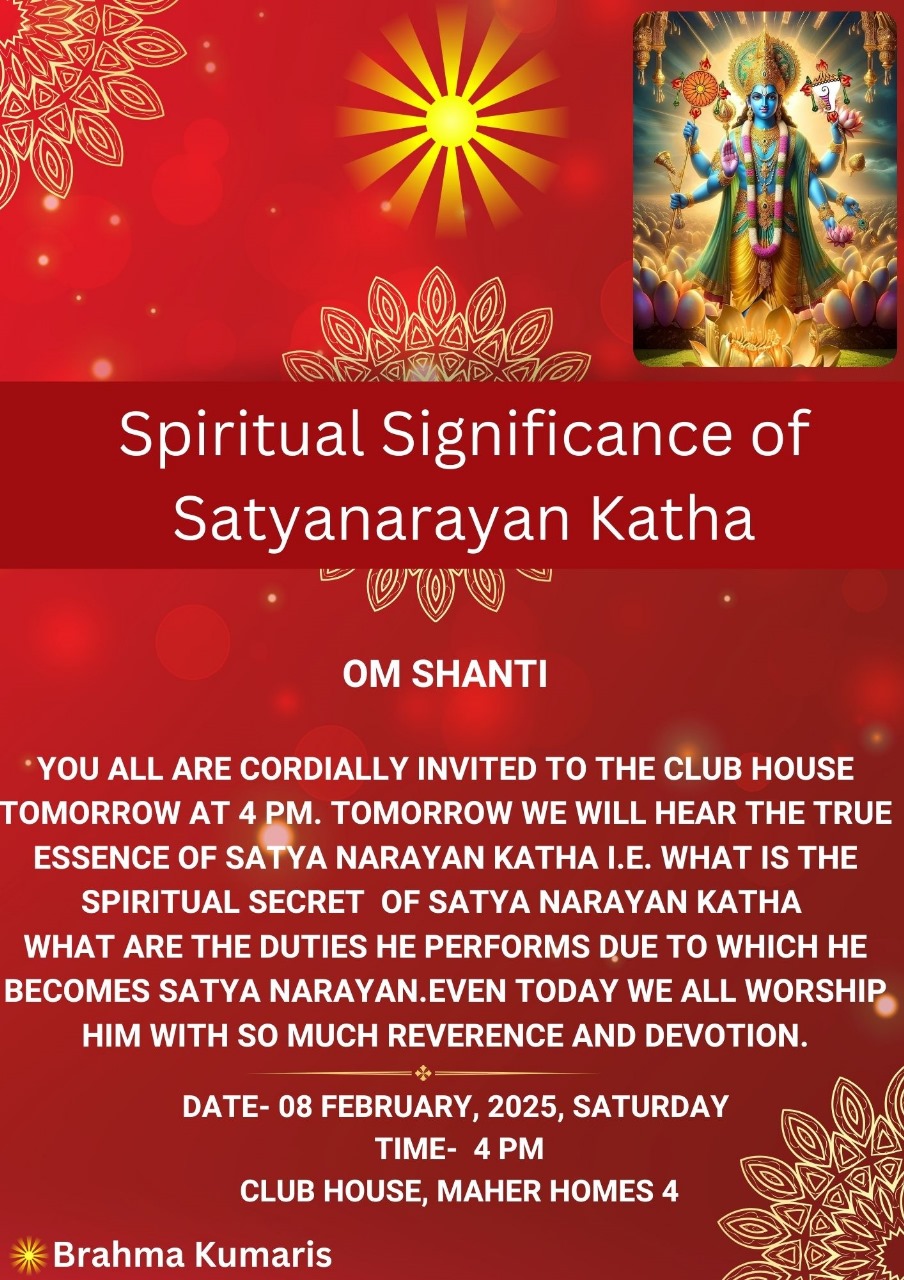 Spiritual Significance of
Satyanarayan Katha
OM SHANTI
YOU ALL ARE CORDIALLY INVITED TO THE CLUB HOUSE
TOMORROW AT 4 PM. TOMORROW WE WILL HEAR THE TRUE
ESSENCE OF SATYA NARAYAN KATHA I.E. WHAT IS THE
SPIRITUAL SECRET  OF SATYA NARAYAN KATHA
WHAT ARE THE DUTIES HE PERFORMS DUE TO WHICH HE
BECOMES SATYA NARAYAN.EVEN TODAY WE ALL WORSHIP
HIM WITH SO MUCH REVERENCE AND DEVOTION.
DATE- 08 FEBRUARY, 2025, SATURDAY
TIME-  4 PM
CLUB HOUSE, MAHER HOMES 4
Brahma Kumaris